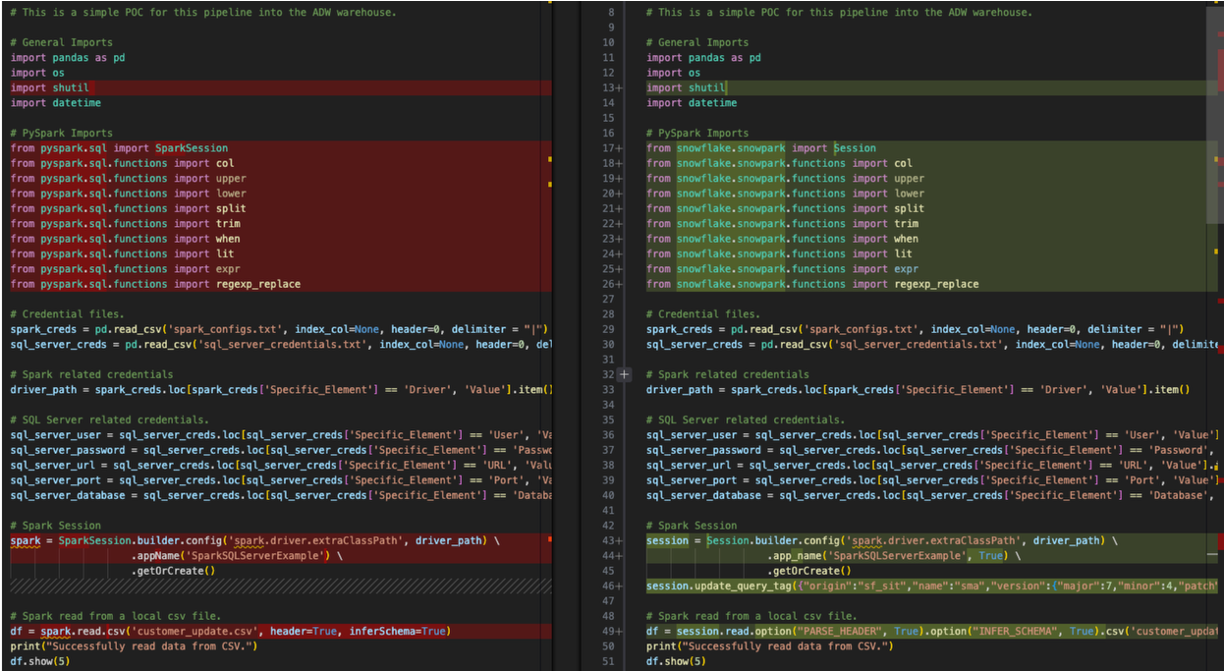 # This is a simple POC for this pipeline into the ADW warehouse.
# General Imports
import pandas as pd
import os
import shutil
import datetime
# PySpark Imports
from pyspark.sql import SparkSession
from pyspark.sql.functions import col
from pyspark.sql.functions import upper
from pyspark.sql.functions import lower
from pyspark.sql.functions import split
from pyspark.sql.functions import trim
from pyspark.sql.functions import when
from pyspark.sql.functions import lit
from pyspark.sql.functions import expr
from pyspark.sql.functions import regexp_replace
# Credential files.
spark_creds = pd.read_csv('spark_configs.txt', index_col=None, header=0, delimiter = "|")
sql_server_creds = pd.read_csv('sql_server_credentials.txt', index_col=None, header=0, del
# Spark related credentials
driver_path = spark_creds.loc[spark_creds['Specific_Element'] == 'Driver', 'Value'].item()
# SQL Server related credentials.
sql_server_user = sql_server_creds.loc[sql_server_creds['Specific_Element'] == 'User', 'Va
sql_server_password = sql_server_creds.loc[sql_server_creds['Specific_Element'] == 'Passwo
sql_server_url = sql_server_creds.loc[sql_server_creds['Specific_Element'] == 'URL', 'Valu
sql_server_port = sql_server_creds.loc[sql_server_creds['Specific_Element'] == 'Port', 'Va
sql_server_database = sql_server_creds.loc[sql_server_creds['Specific_Element'] == 'Databa
# Spark Session
spark = SparkSession.builder.config('spark.driver.extraClassPath', driver_path) \
.appName('SparkSQLServerExample') \
.getOrCreate()
# Spark read from a local csv file.
df = spark.read.csv('customer_update.csv', header=True, inferSchema=True)
print("Successfully read data from CSV.")
df.show(5)
8 # This is a simple POC for this pipeline into the ADW warehouse.
9
10 # General Imports
11 import pandas as pd
12 import os
13+ import shutil
14 import datetime
15
16 # PySpark Imports
17+ from snowflake.snowpark import Session
18+ from snowflake.snowpark.functions import col
19+ from snowflake.snowpark.functions import upper
20+ from snowflake.snowpark.functions import lower
21+ from snowflake.snowpark.functions import split
22+ from snowflake.snowpark.functions import trim
23+ from snowflake.snowpark.functions import when
24+ from snowflake.snowpark.functions import lit
25+ from snowflake.snowpark.functions import expr
26+ from snowflake.snowpark.functions import regexp_replace
27
28 # Credential files.
29 spark_creds = pd.read_csv('spark_configs.txt', index_col=None, header=0, delimiter = "|")
30 sql_server_creds = pd.read_csv('sql_server_credentials.txt', index_col=None, header=0, delimite
31
32 + # Spark related credentials
33 driver_path = spark_creds.loc[spark_creds['Specific_Element'] == 'Driver', 'Value'].item()
34
35 # SQL Server related credentials.
36 sql_server_user = sql_server_creds.loc[sql_server_creds['Specific_Element'] == 'User', 'Value']
37 sql_server_password = sql_server_creds.loc[sql_server_creds['Specific_Element'] == 'Password',
38 sql_server_url = sql_server_creds.loc[sql_server_creds['Specific_Element'] == 'URL', 'Value'].
39 sql_server_port = sql_server_creds.loc[sql_server_creds['Specific_Element'] == 'Port', 'Value']
40 sql_server_database = sql_server_creds.loc[sql_server_creds['Specific_Element'] == 'Database',
41
42 # Spark Session
43+ session = Session.builder.config('spark.driver.extraClassPath', driver_path) \
44+ .app_name('SparkSQLServerExample', True) \
45 .getOrCreate()
46+ session.update_query_tag({"origin":"sf_sit","name":"sma","version":{"major":7,"minor":4,"patch"
47
48 # Spark read from a local csv file.
49+ df = session.read.option("PARSE_HEADER", True).option("INFER_SCHEMA", True).csv('customer_updat
50 print("Successfully read data from CSV.")
51 df.show(5)